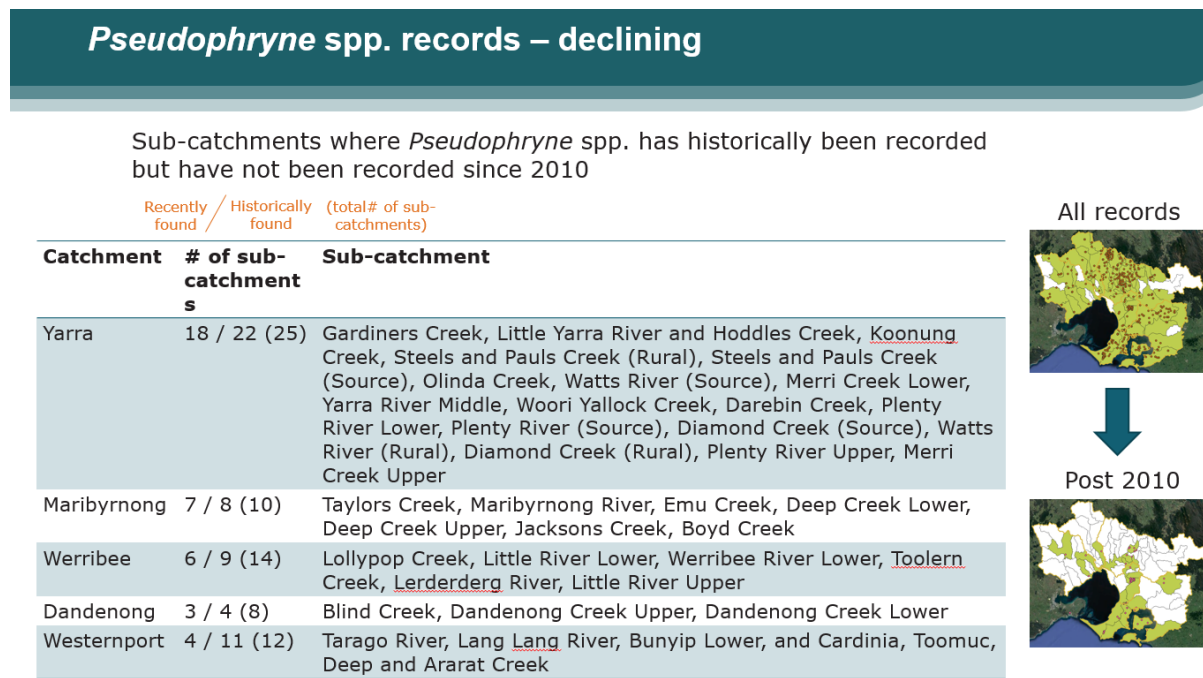 Pseudophryne spp. records – declining
Sub-catchments where Pseudophryne spp. has historically been recorded
but have not been recorded since 2010
Recently found / Historically found (total# of sub-catchments)
All records
Catchment # of sub-catchments Sub-catchment
Yarra 18 / 22 (25) Gardiners Creek, Little Yarra River and Hoddles Creek, Koonung
Creek, Steels and Pauls Creek (Rural), Steels and Pauls Creek
(Source), Olinda Creek, Watts River (Source), Merri Creek Lower,
Yarra River Middle, Woori Yallock Creek, Darebin Creek, Plenty
River Lower, Plenty River (Source), Diamond Creek (Source), Watts
River (Rural), Diamond Creek (Rural), Plenty River Upper, Merri
Creek Upper
Post 2010
Maribyrnong 7 / 8 (10) Taylors Creek, Maribyrnong River, Emu Creek, Deep Creek Lower,
Deep Creek Upper, Jacksons Creek, Boyd Creek
Werribee 6 / 9 (14) Lollypop Creek, Little River Lower, Werribee River Lower, Toolern
Creek, Lerderderg River, Little River Upper
Dandenong 3 / 4 (8) Blind Creek, Dandenong Creek Upper, Dandenong Creek Lower
Westernport 4 / 11 (12) Tarago River, Lang Lang River, Bunyip Lower, and Cardinia, Toomuc,
Deep and Ararat Creek